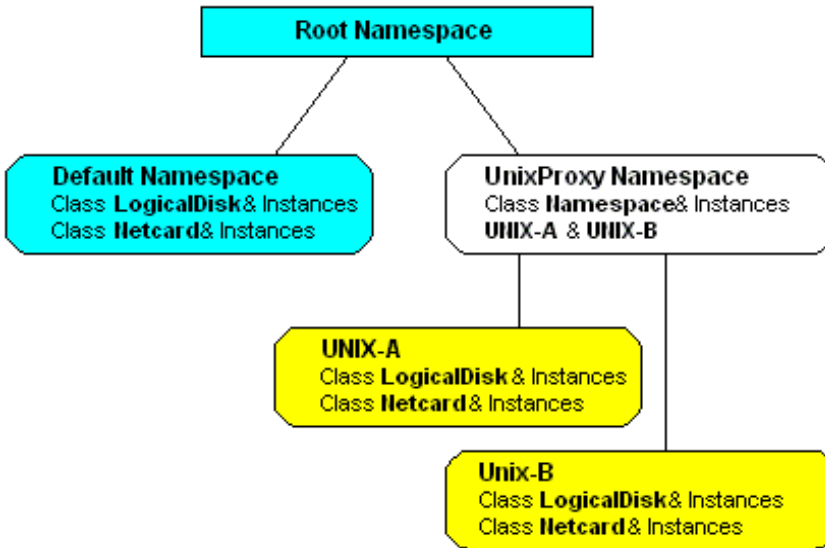 Root Namespace
Default Namespace
Class LogicalDisk & Instances
Class Netcard & Instances
UnixProxy Namespace
Class Namespace & Instances
UNIX-A & UNIX-B
UNIX-A
Class LogicalDisk & Instances
Class Netcard & Instances
Unix-B
Class LogicalDisk & Instances
Class Netcard & Instances